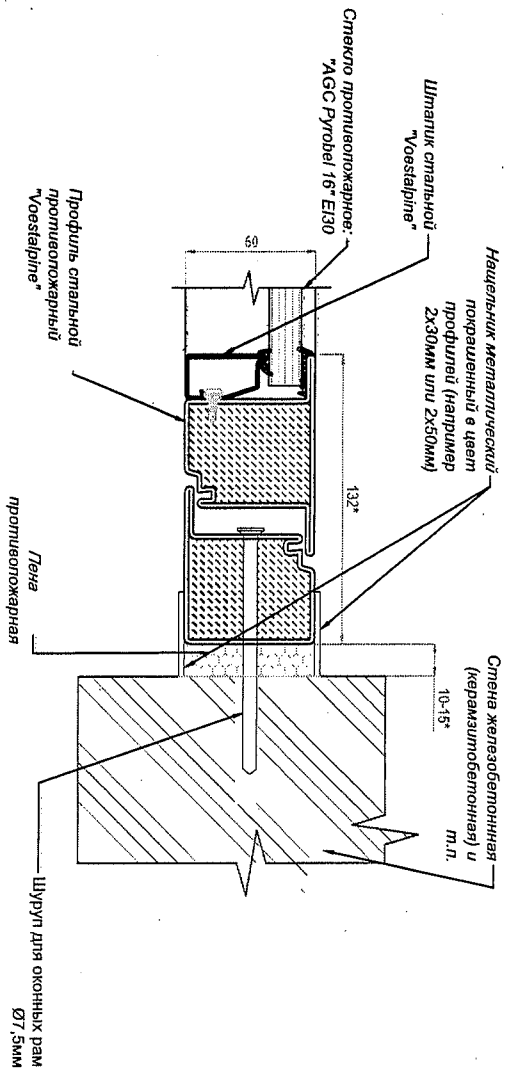 Стекло противопожарное:
"AGC Pyrobel 16" EI30
Штапик стальной
"Voestalpine"
Нащельник металлический
покрашенный в цвет
профилей (например
2х30мм или 2х50мм)
Стена железобетоннная
(керамзитобетонная) и
т.п.
60
132*
10-15*
Профиль стальной
противопожарный
"Voestalpine"
Пена
противопожарная
Шуруп для оконных рам
Ø7,5мм